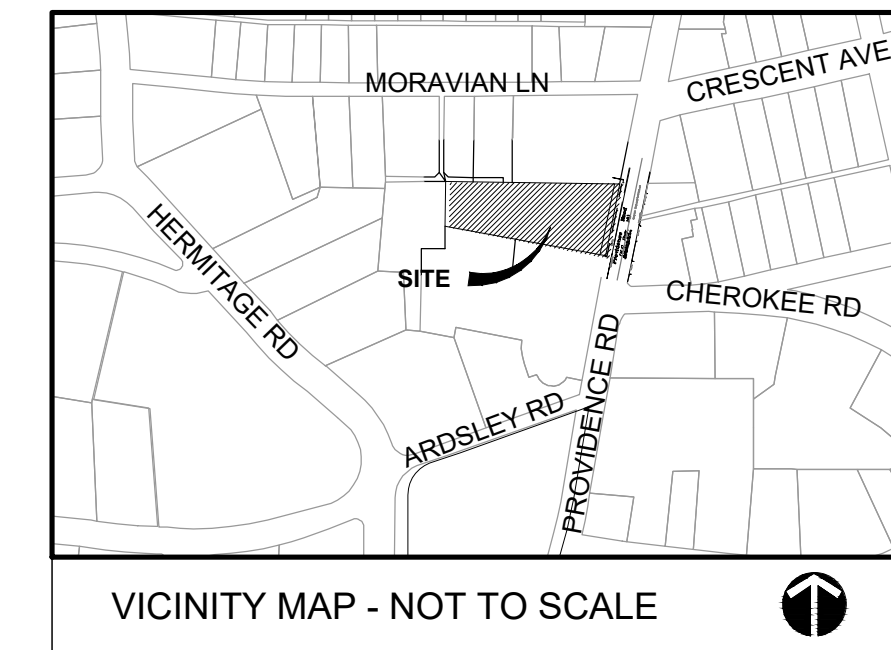 MORAVIAN LN
CRESCENT AVE
HERMITAGE RD
SITE
CHEROKEE RD
PROVIDENCE RD
ARDSLEY RD
VICINITY MAP - NOT TO SCALE